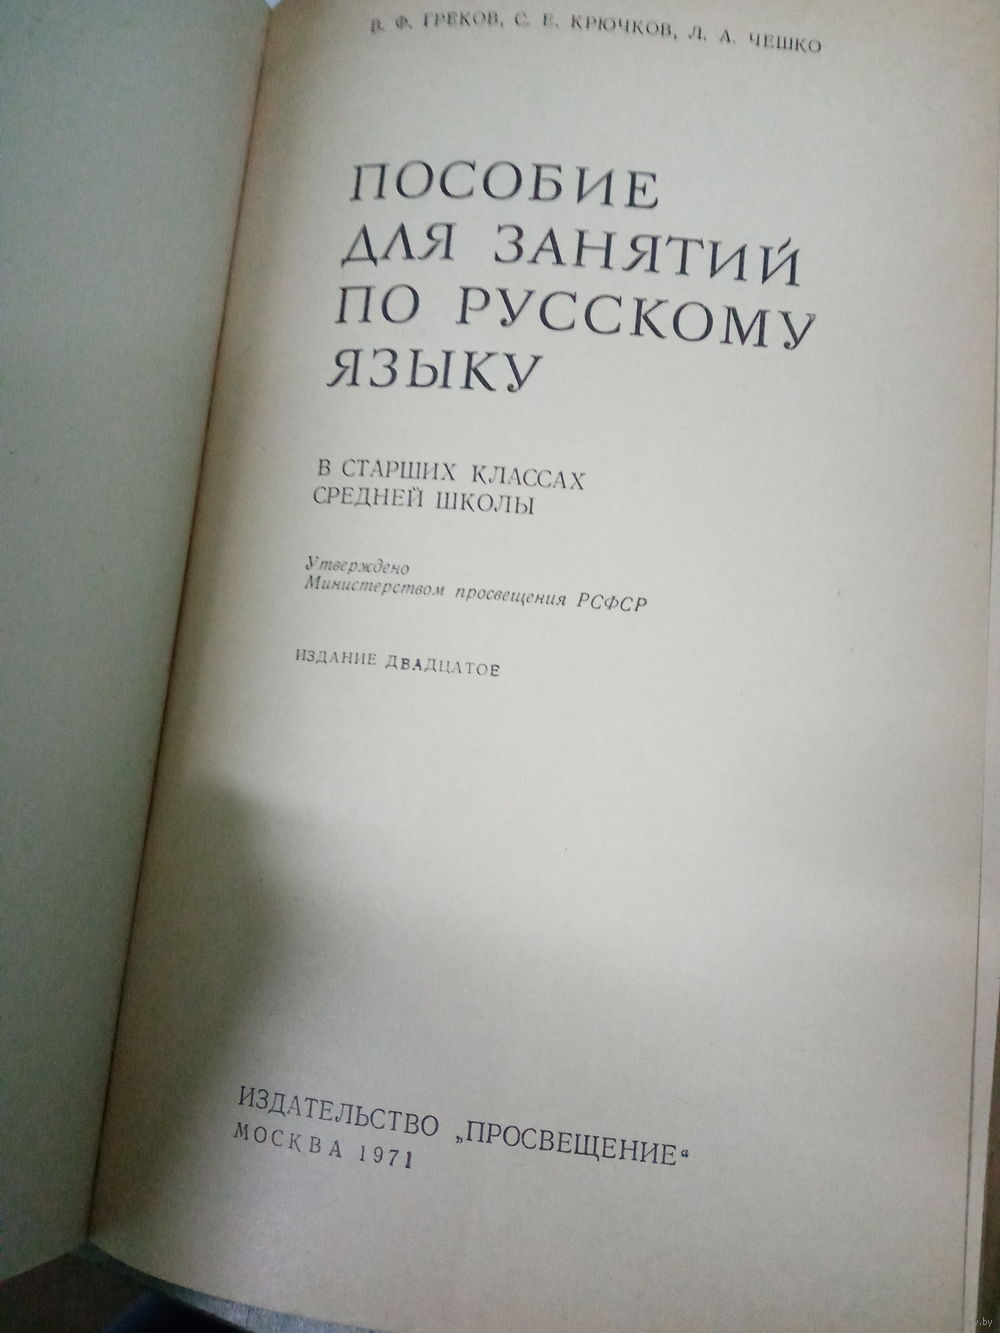 В. Ф. ГРЕКОВ, С. Е. КРЮЧКОВ, Л. А. ЧЕШКО
ПОСОБИЕ
ДЛЯ ЗАНЯТИЙ
ПО РУССКОМУ
ЯЗЫКУ
В СТАРШИХ КЛАССАХ
СРЕДНЕЙ ШКОЛЫ
Утверждено
Министерством просвещения РСФСР
ИЗДАНИЕ ДВАДЦАТОЕ
ИЗДАТЕЛЬСТВО „ПРОСВЕЩЕНИЕ“
МОСКВА 1971